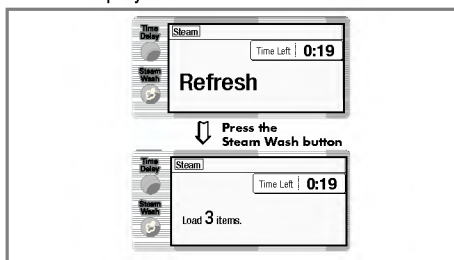 Time
Delay
Steam
Time Left 0:19
Steam
Wash
Refresh
Press the
Steam Wash button
Time
Delay
Steam
Time Left 0:19
Steam
Wash
Load 3 items.